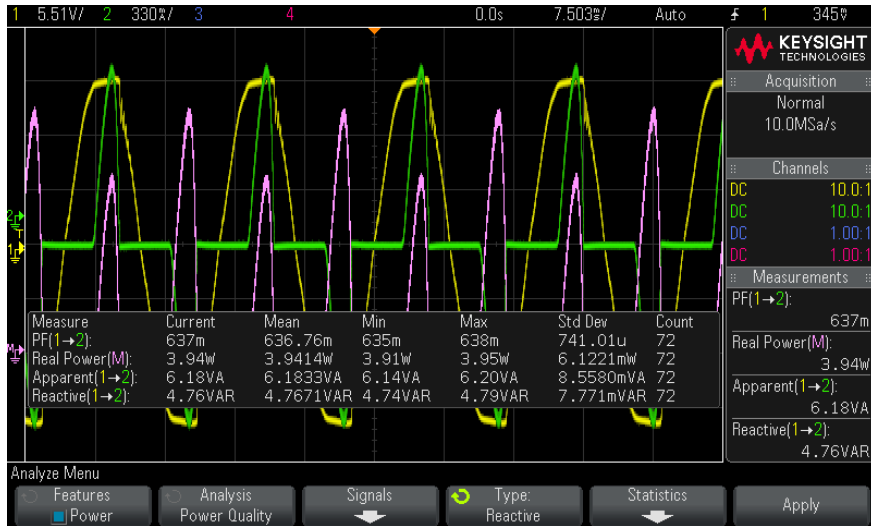 1 5.51V/ 2 330⅍/ 3 4 0.0s 7.503⅏/ Auto 1 345
KEYSIGHT
TECHNOLOGIES
Acquisition
Normal
10.0MSa/s
Channels
DC 10.0:1
DC 10.0:1
DC 1.00:1
DC 1.00:1
Measurements
PF(1→2):
637m
Real Power(M):
3.94W
Apparent(1→2):
6.18VA
Reactive(1→2):
4.76VAR
2
1
M
Measure Current Mean Min Max Std Dev Count
PF(1→2): 637m 636.76m 635m 638m 741.01u 72
Real Power(M): 3.94W 3.9414W 3.91W 3.95W 6.1221mW 72
Apparent(1→2): 6.18VA 6.1833VA 6.14VA 6.20VA 8.5580mVA 72
Reactive(1→2): 4.76VAR 4.7671VAR 4.74VAR 4.79VAR 7.771mVAR 72
Analyze Menu
Features
Power
Analysis
Power Quality
Signals
Type:
Reactive
Statistics
Apply